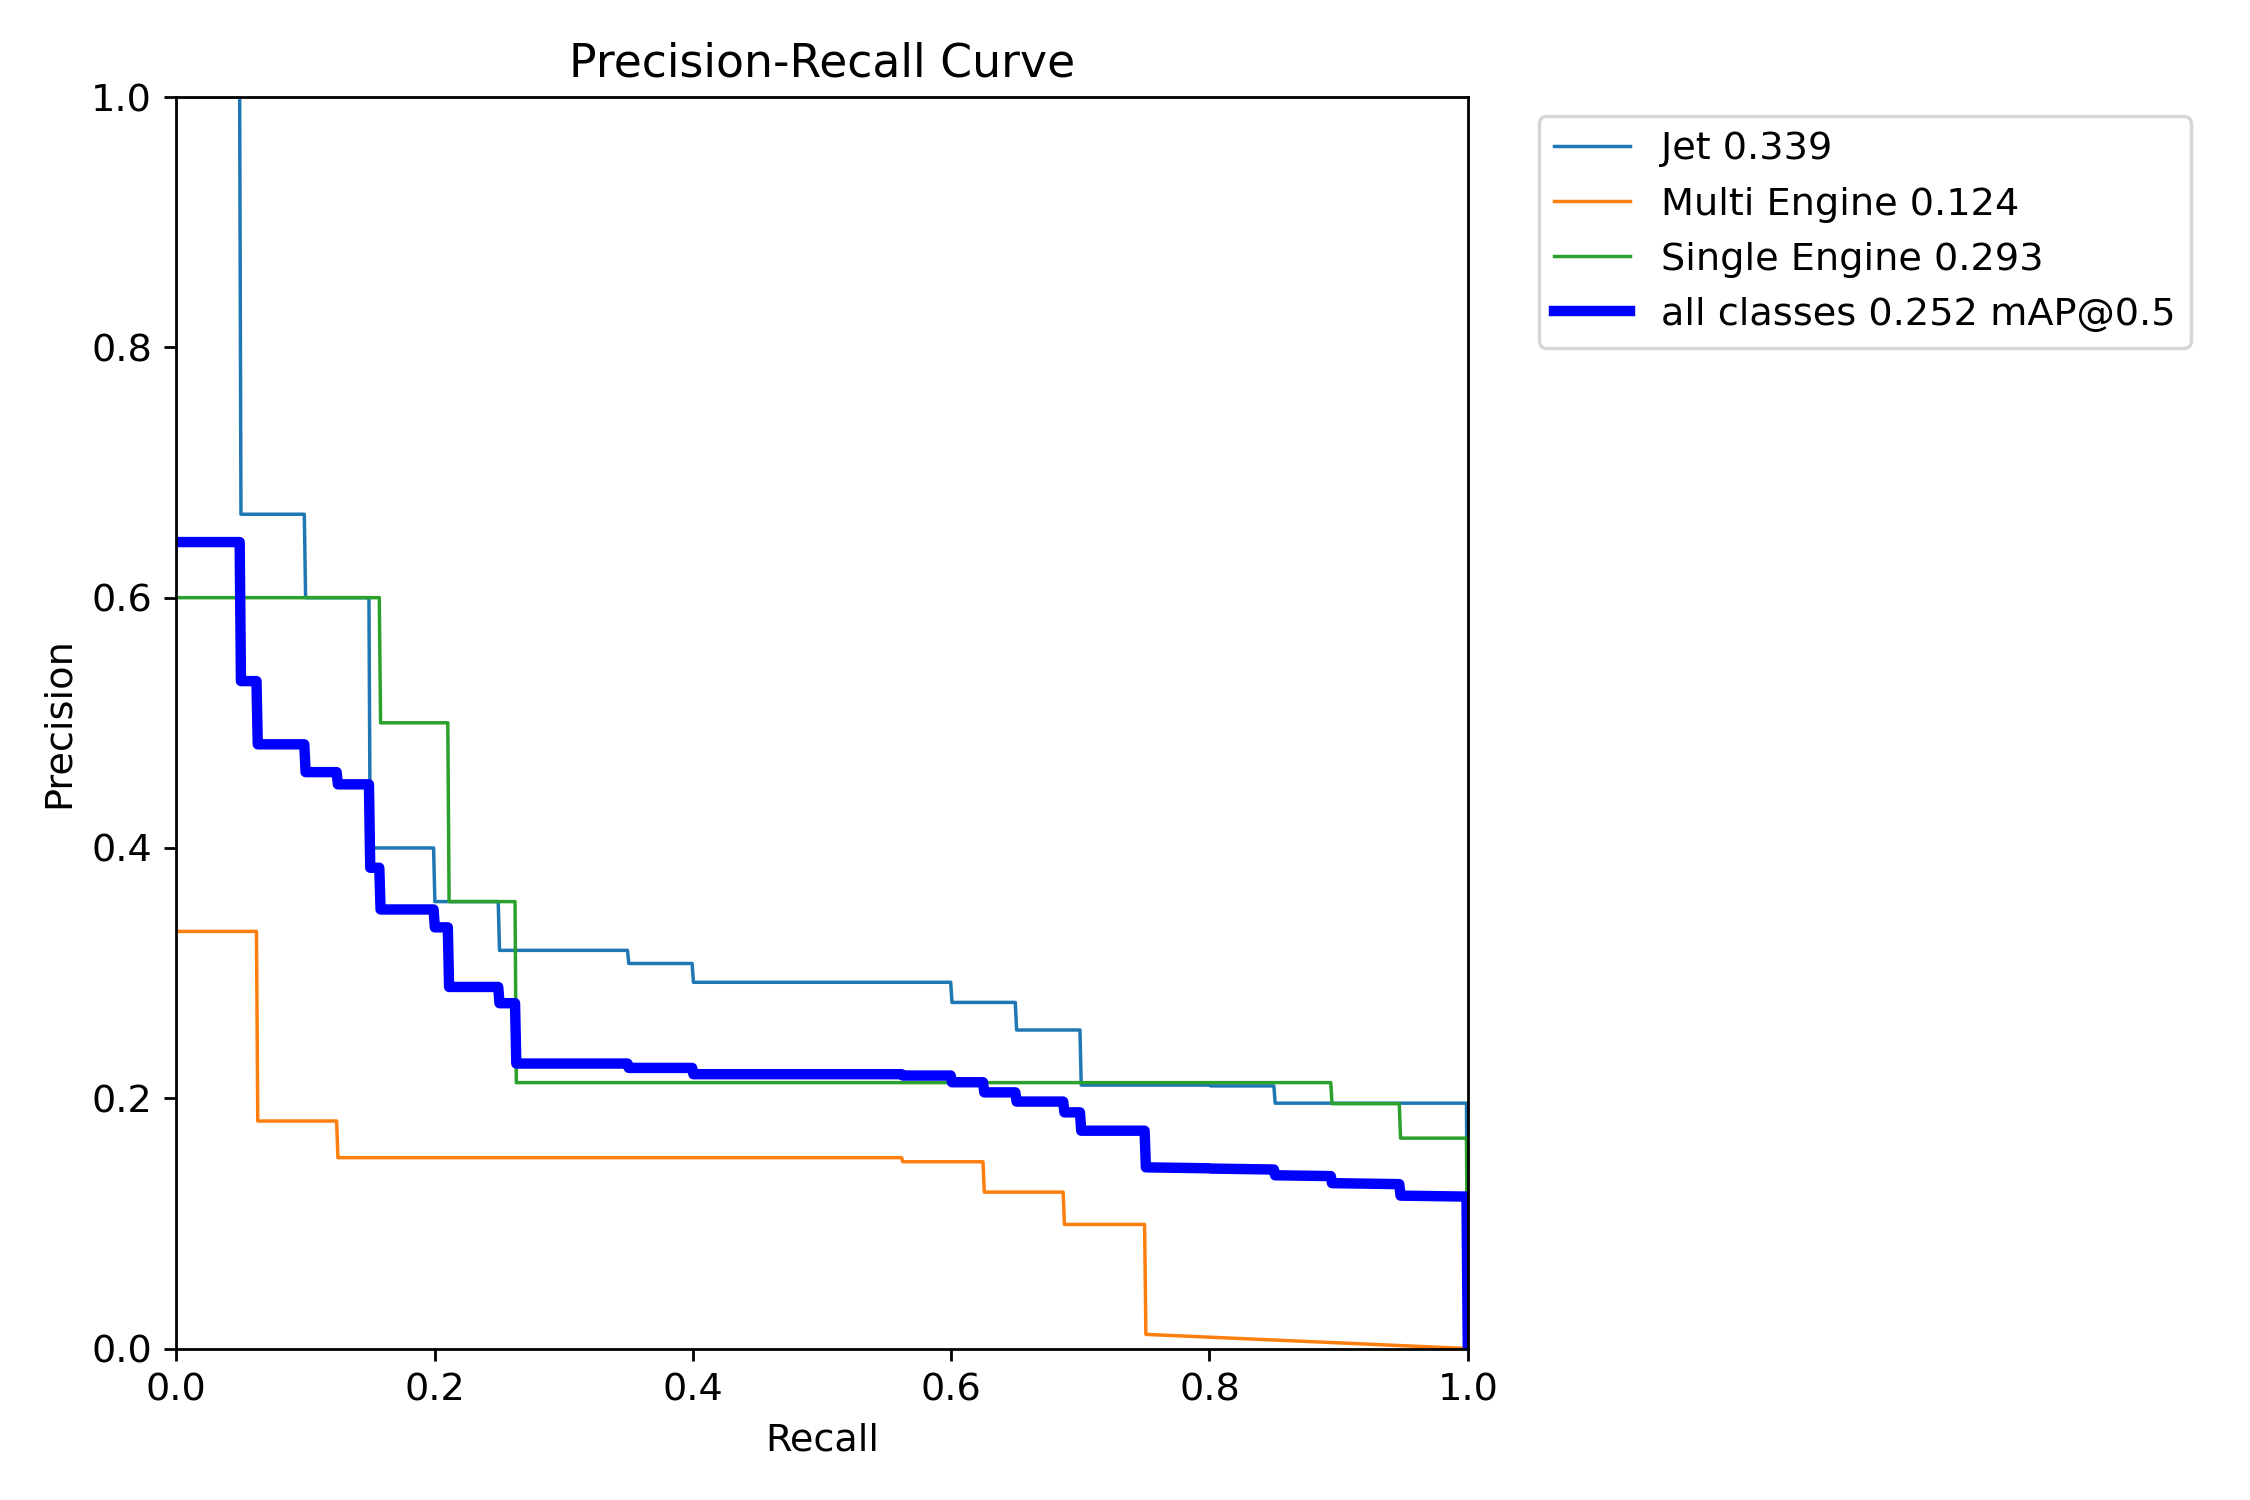 Precision-Recall Curve
1.0
0.8
0.6
0.4
0.2
0.0
Precision
0.0 0.2 0.4 0.6 0.8 1.0
Recall
Jet 0.339
Multi Engine 0.124
Single Engine 0.293
all classes 0.252 mAP@0.5